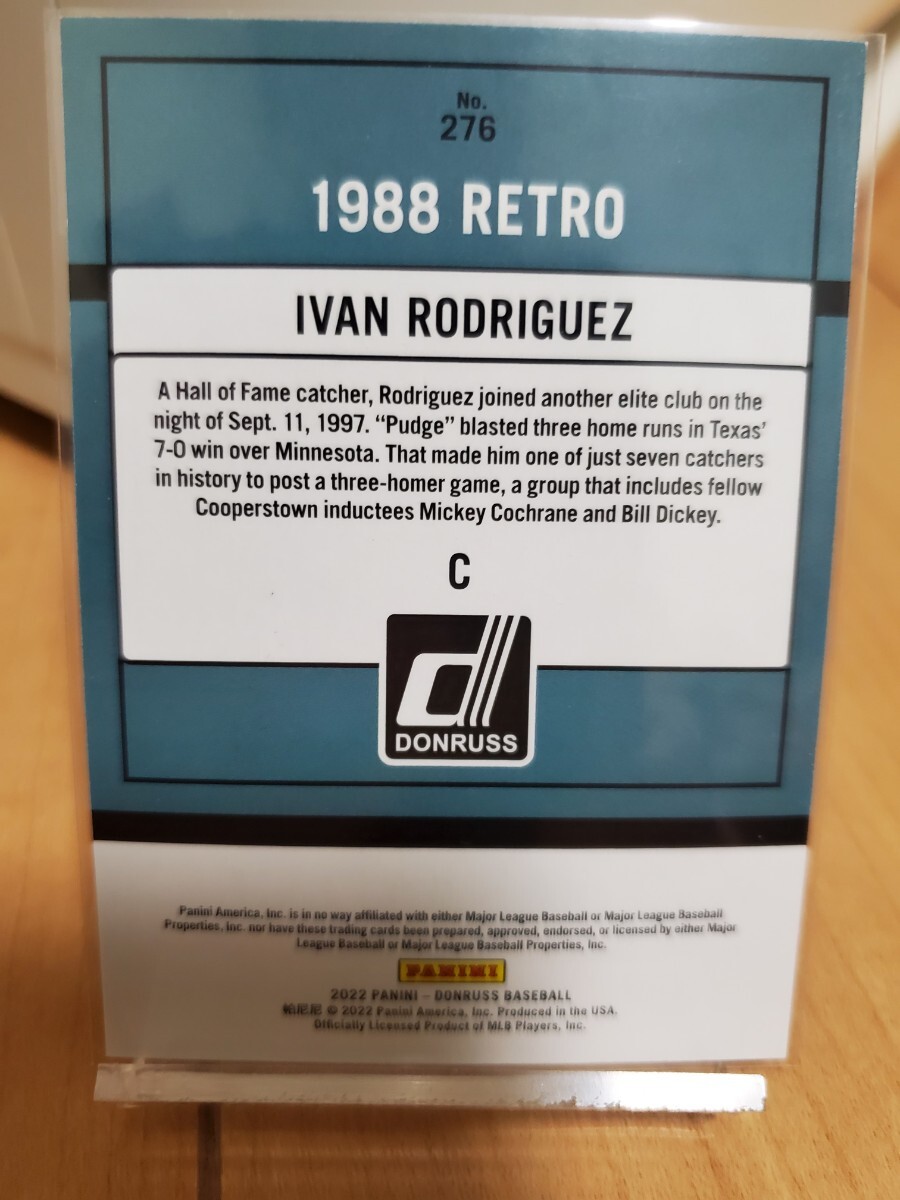 No.
276
1988 RETRO
IVAN RODRIGUEZ
A Hall of Fame catcher, Rodriguez joined another elite club on the
night of Sept. 11, 1997. “Pudge” blasted three home runs in Texas’
7-0 win over Minnesota. That made him one of just seven catchers
in history to post a three-homer game, a group that includes fellow
Cooperstown inductees Mickey Cochrane and Bill Dickey.
C
d
DONRUSS
Panini America, Inc. is in no way affiliated with either Major League Baseball or Major League Baseball
Properties, Inc. nor have these trading cards been prepared, approved, endorsed, or licensed by either Major
League Baseball or Major League Baseball Properties, Inc.
PANINI
2022 PANINI – DONRUSS BASEBALL
帕尼尼 © 2022 Panini America, Inc. Produced in the USA.
Officially Licensed Product of MLB Players, Inc.